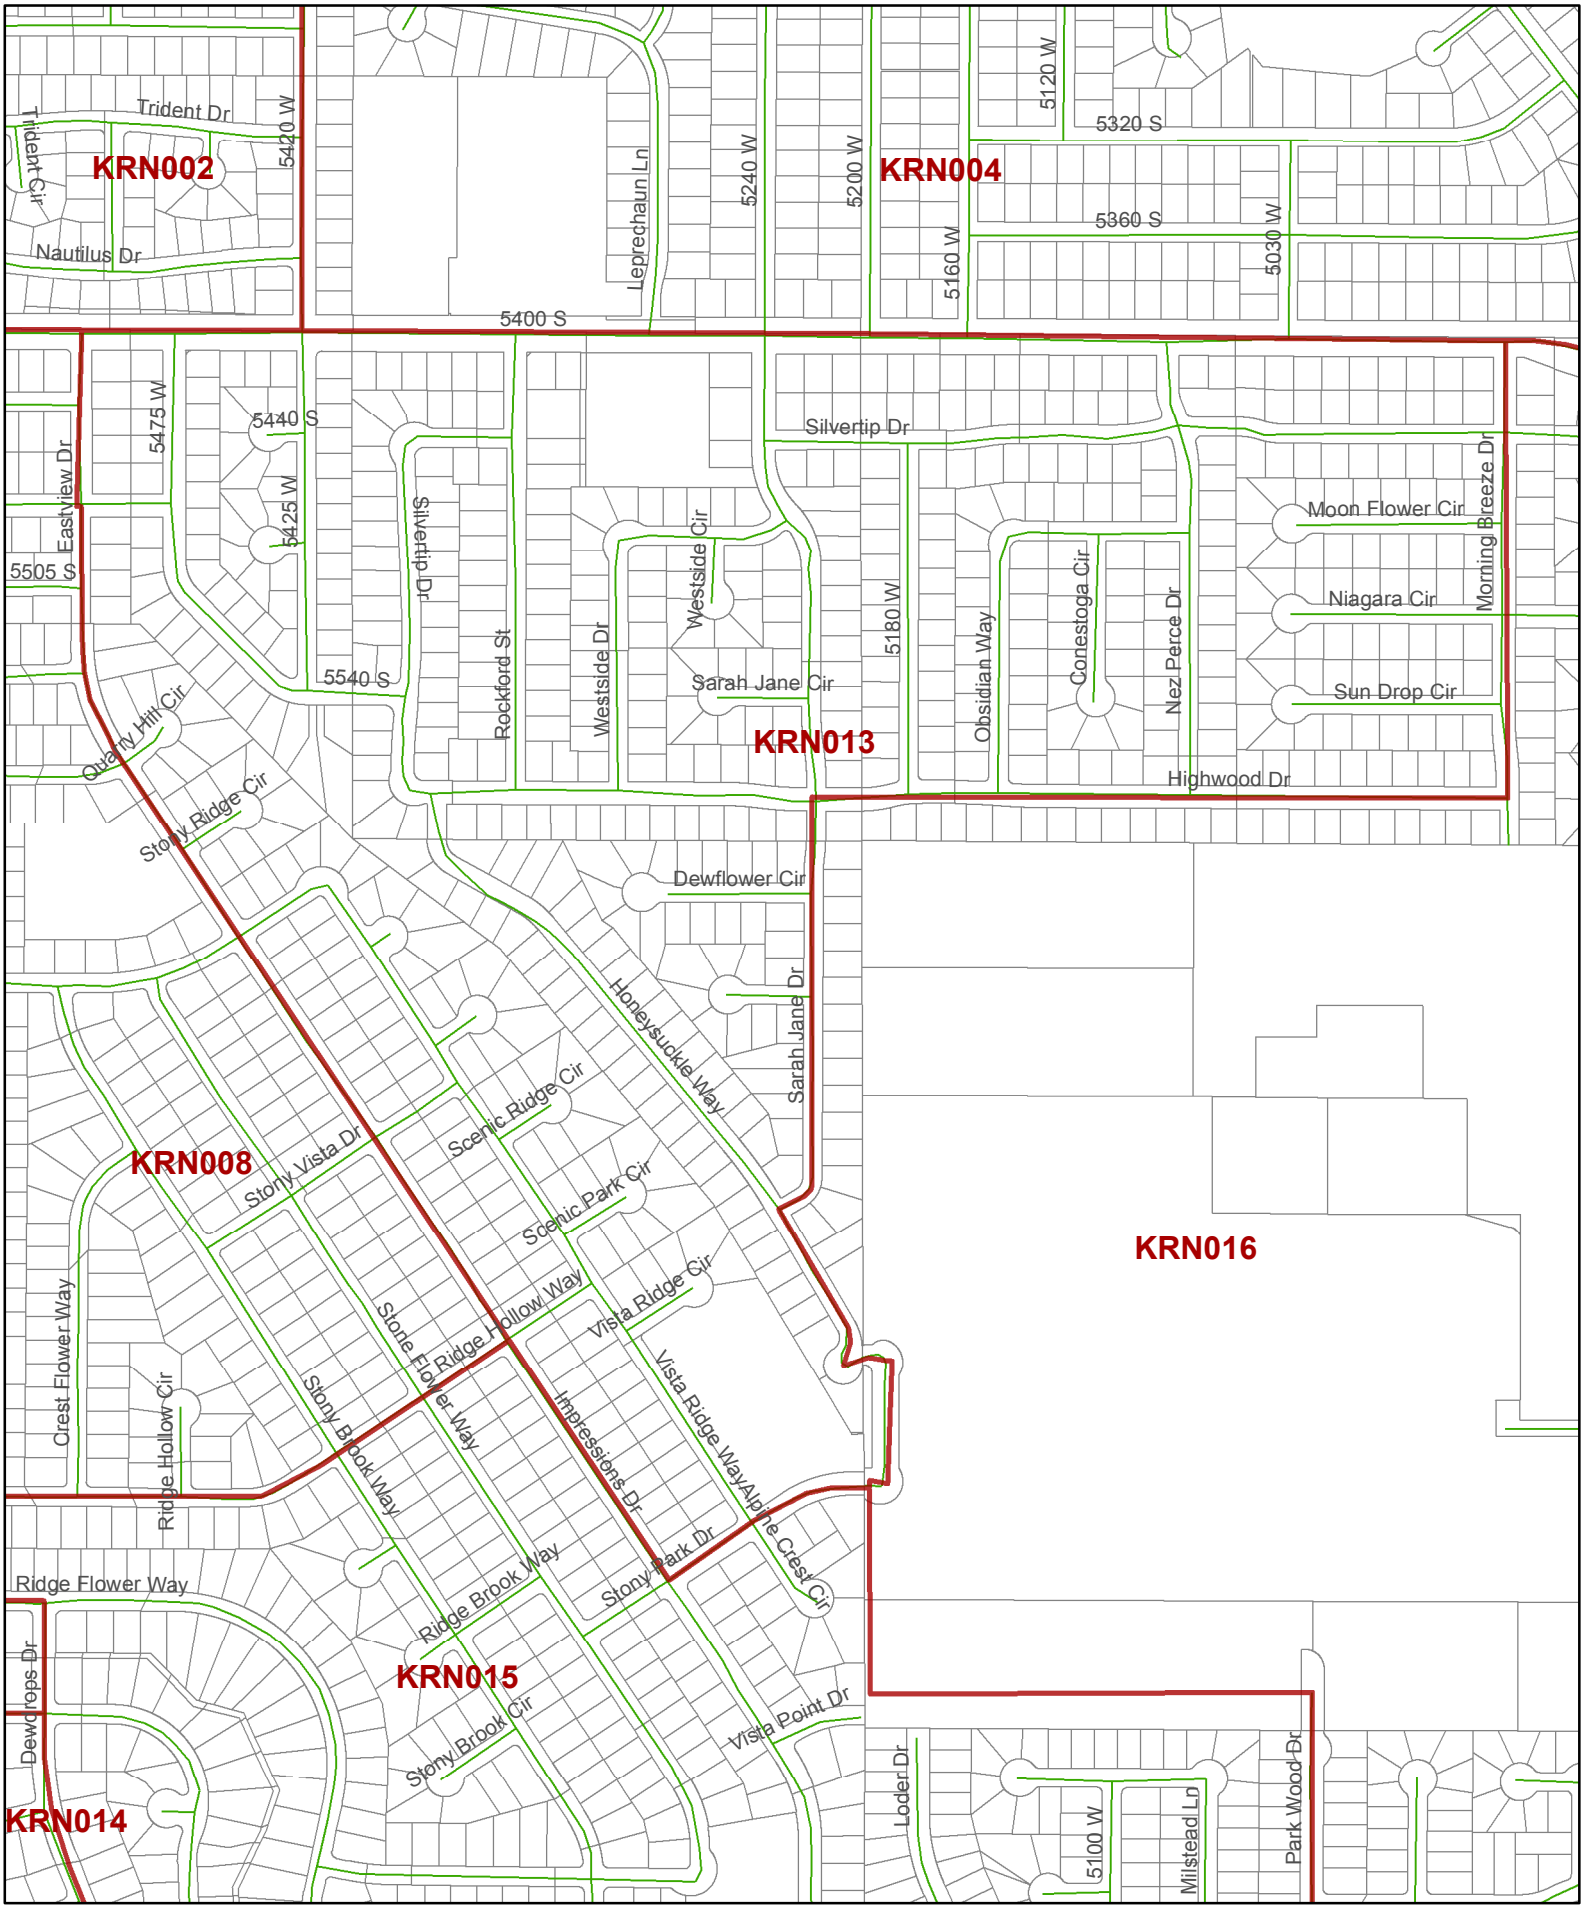 Trident Dr
5420 W
5120 W
5320 S
Trident Cir
KRN002
Leprechaun Ln
5240 W
5200 W
KRN004
5360 S
5030 W
5160 W
Nautilus Dr
5400 S
5475 W
5440 S
Silvertip Dr
Eastview Dr
5425 W
Silvertip Dr
Westside Cir
Moon Flower Cir
Morning Breeze Dr
5505 S
Conestoga Cir
Niagara Cir
5180 W
Obsidian Way
Nez Perce Dr
Rockford St
Westside Dr
5540 S
Sarah Jane Cir
Sun Drop Cir
Quarry Hill Cir
KRN013
Highwood Dr
Stony Ridge Cir
Dewflower Cir
Honeysuckle Way
Sarah Jane Dr
Scenic Ridge Cir
KRN008
Stony Vista Dr
Scenic Park Cir
KRN016
Crest Flower Way
Stone Flower Way
Ridge Hollow Way
Vista Ridge Cir
Ridge Hollow Cir
Stony Brook Way
Impressions Dr
Vista Ridge Way
Alpine Crest Cir
Ridge Flower Way
Ridge Brook Way
Stony Park Dr
Dewdrops Dr
KRN015
Stony Brook Cir
Vista Point Dr
Loder Dr
5100 W
Milstead Ln
Park Wood Dr
KRN014